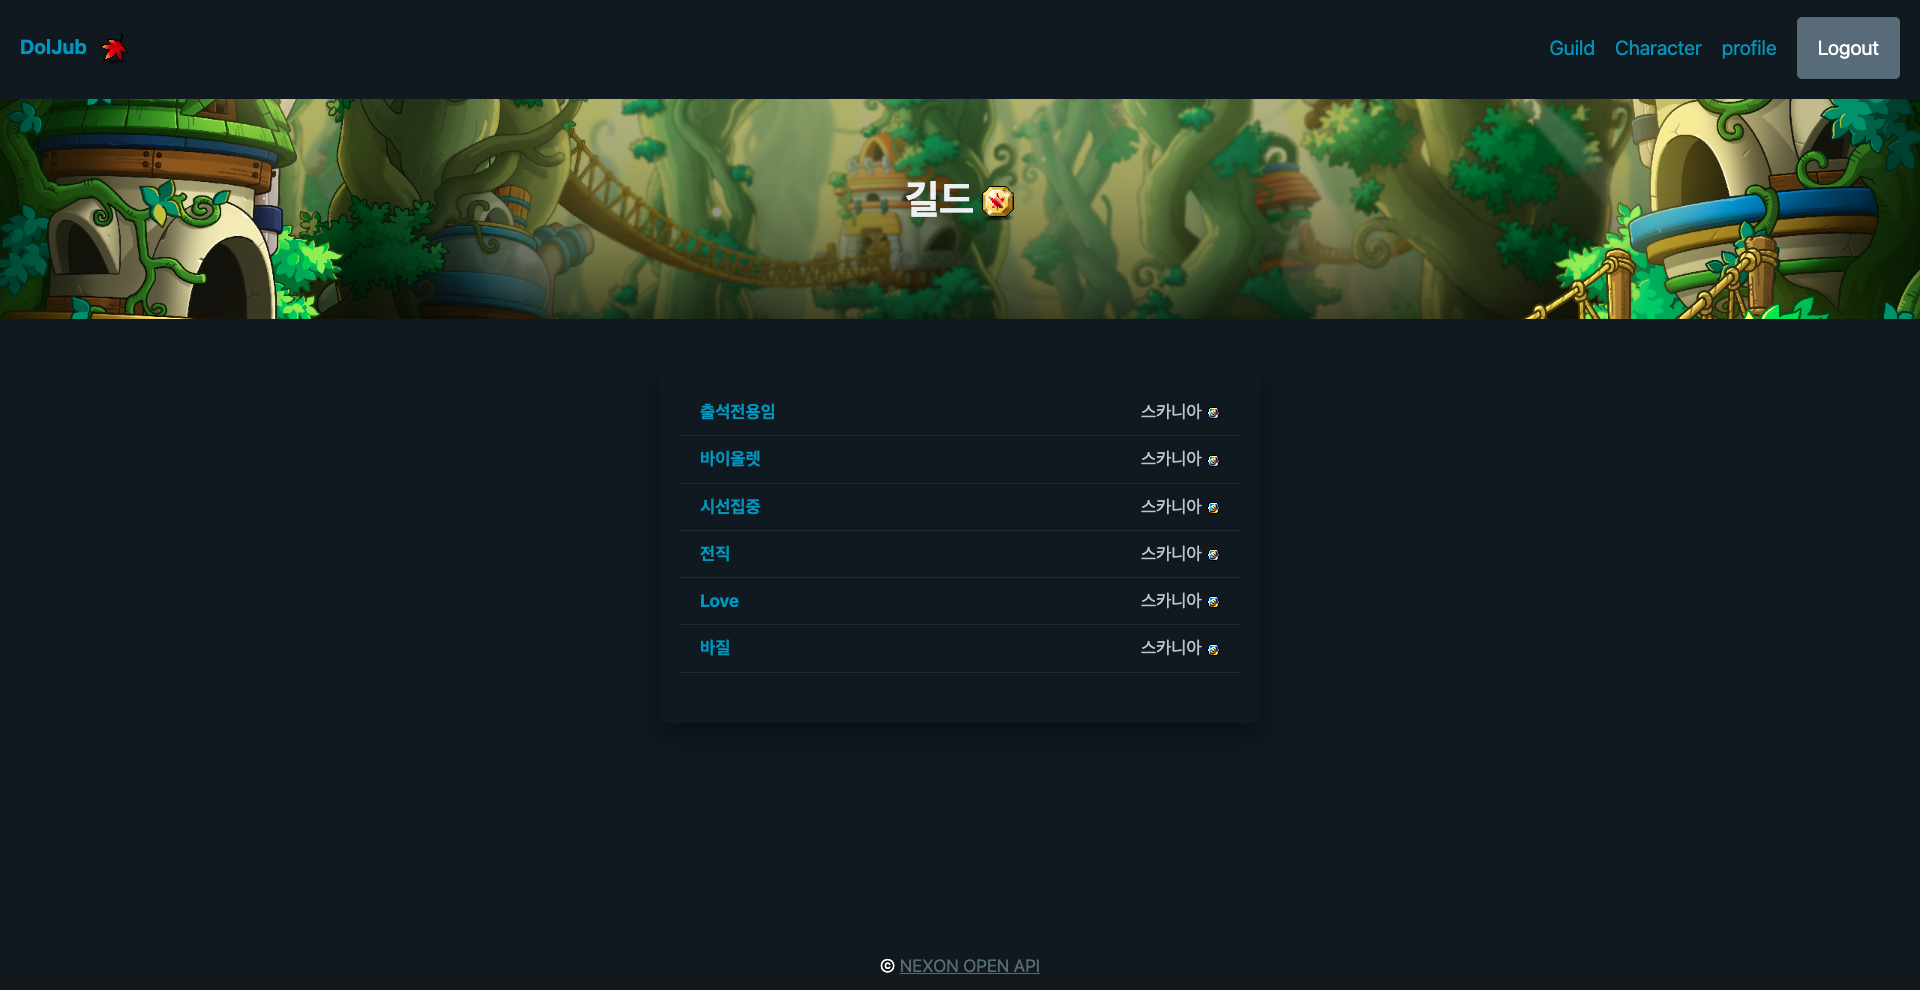 DolJub
Guild Character profile Logout
길드
출석전용임 스카니아
바이올렛 스카니아
시선집중 스카니아
전직 스카니아
Love 스카니아
바질 스카니아
© NEXON OPEN API